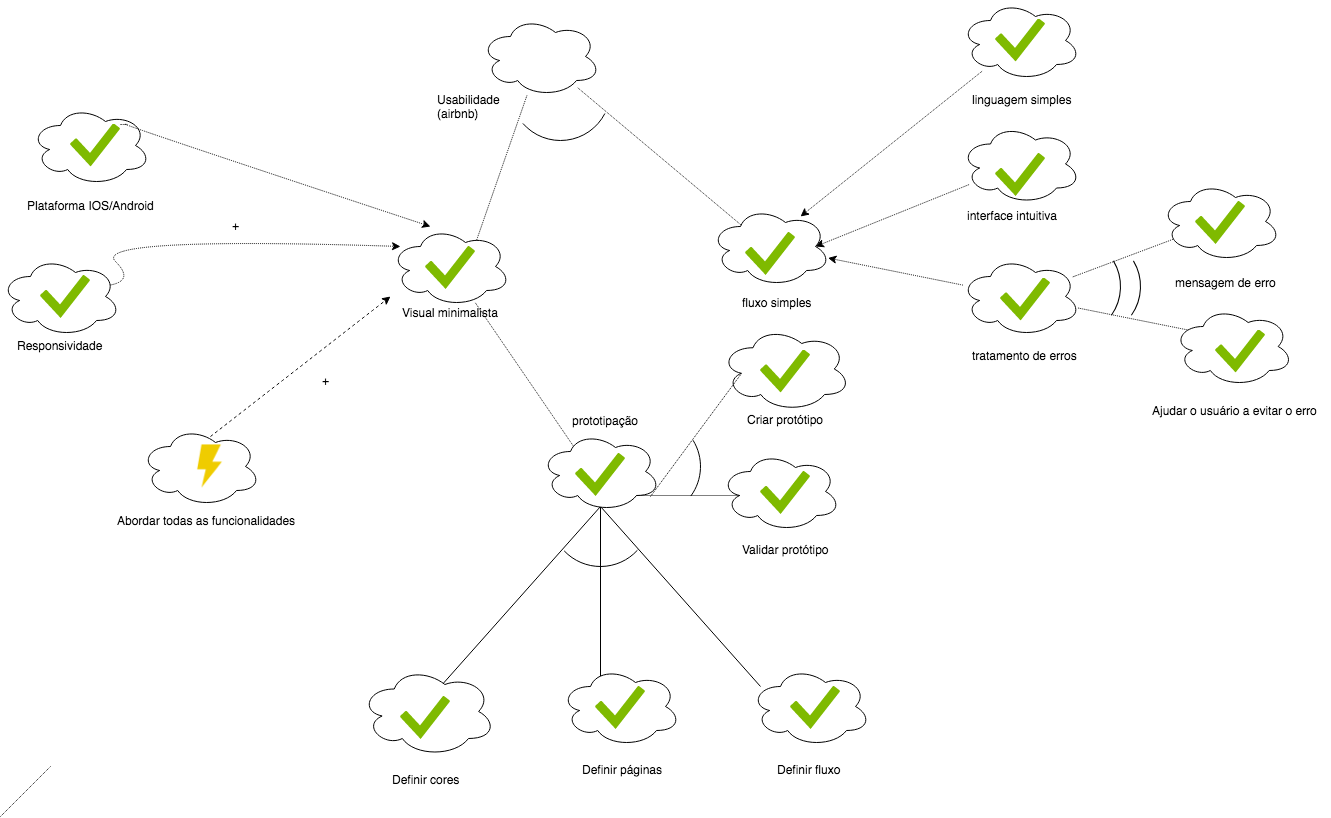 linguagem simples
Usabilidade
(airbnb)
Plataforma IOS/Android
interface intuitiva
+
mensagem de erro
fluxo simples
Visual minimalista
Responsividade
tratamento de erros
+
Ajudar o usuário a evitar o erro
prototipação
Criar protótipo
Abordar todas as funcionalidades
Validar protótipo
Definir cores
Definir páginas
Definir fluxo